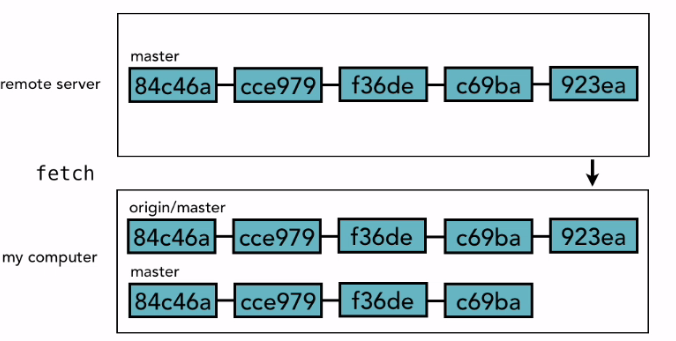 master
remote server
84c46a cce979 f36de c69ba 923ea
fetch
origin/master
84c46a cce979 f36de c69ba 923ea
my computer
master
84c46a cce979 f36de c69ba